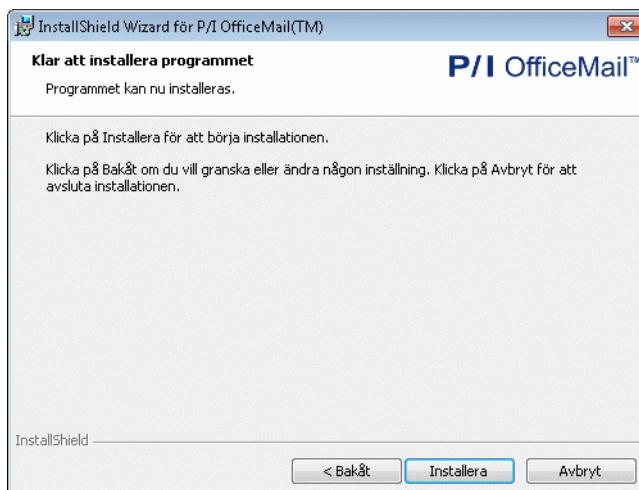 InstallShield Wizard för P/I OfficeMail(TM)
Klar att installera programmet
P/I OfficeMail™
Programmet kan nu installeras.
Klicka på Installera för att börja installationen.
Klicka på Bakåt om du vill granska eller ändra någon inställning. Klicka på Avbryt för att
avsluta installationen.
InstallShield
< Bakåt
Installera
Avbryt